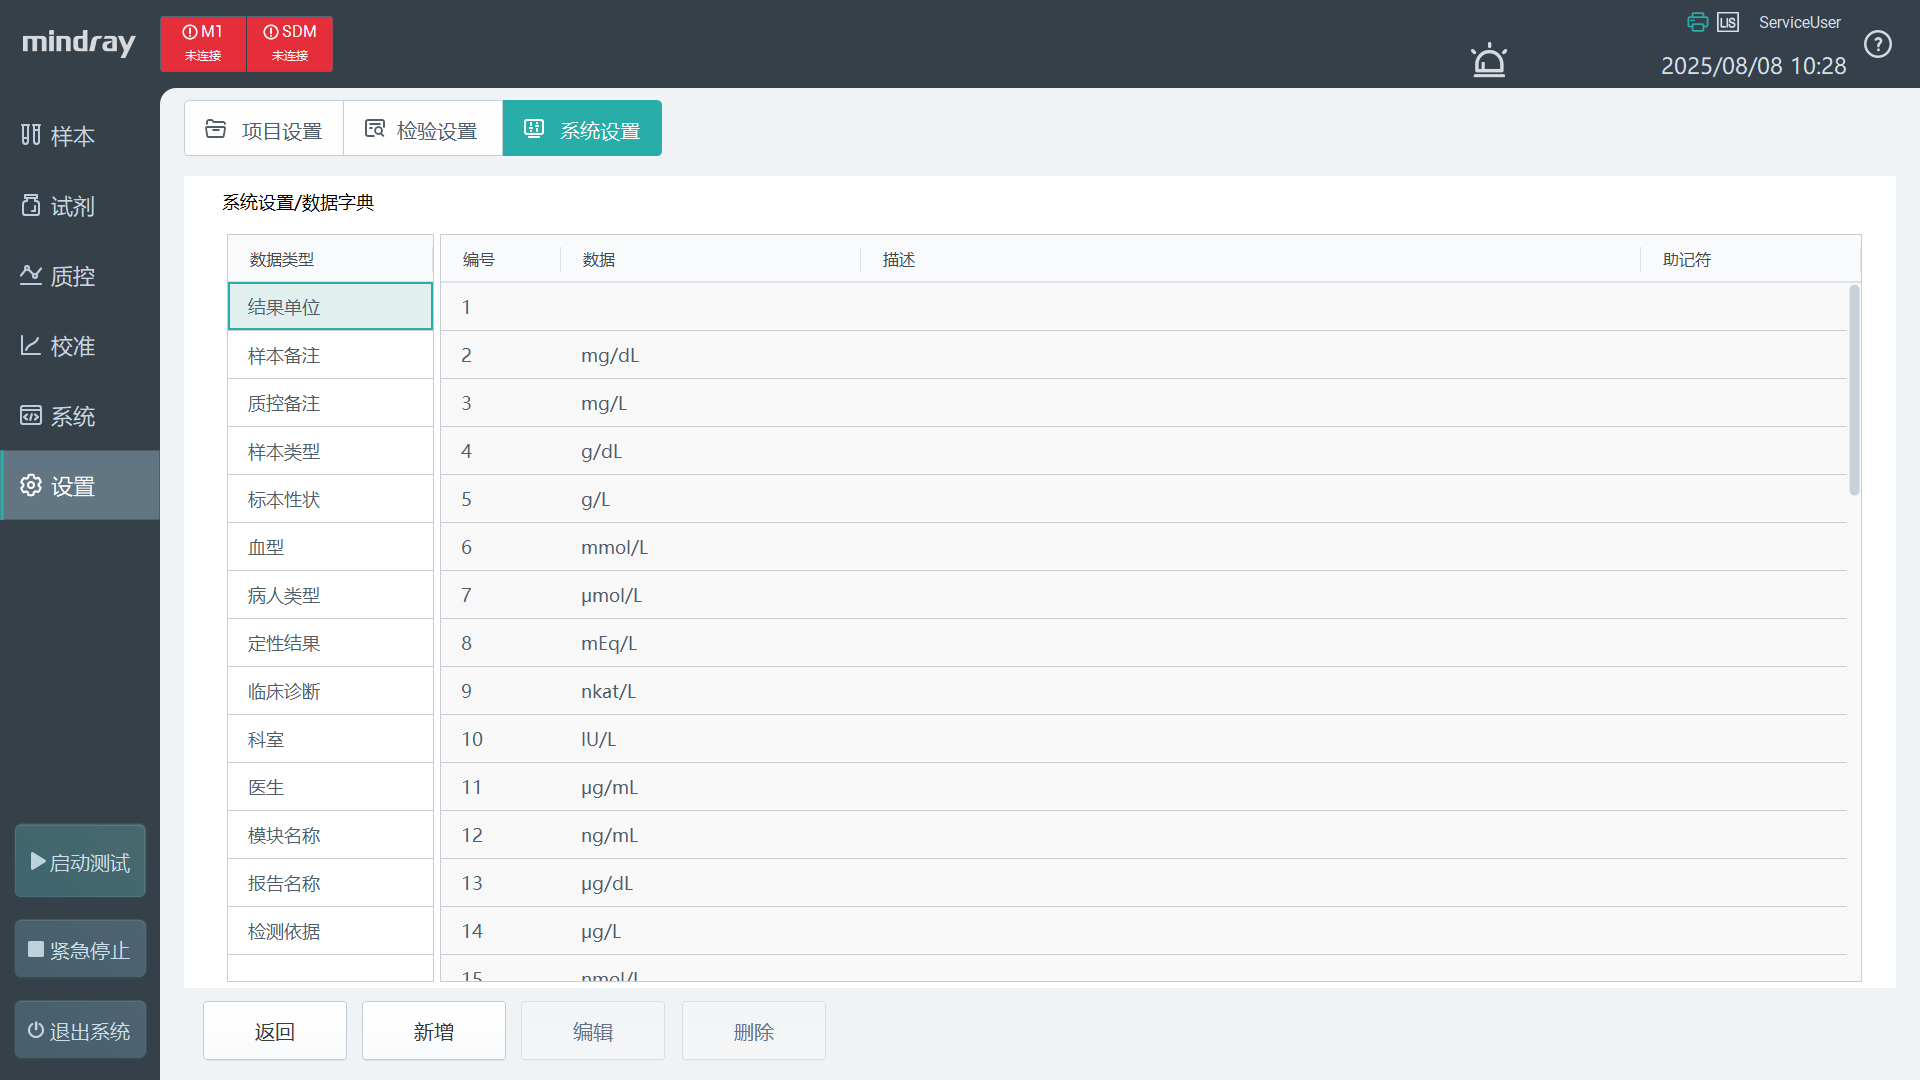 mindray
M1
未连接
SDM
未连接
LIS
ServiceUser
2025/08/08 10:28
样本
试剂
质控
校准
系统
设置
启动测试
紧急停止
退出系统
项目设置
检验设置
系统设置
系统设置/数据字典
数据类型
结果单位
样本备注
质控备注
样本类型
标本性状
血型
病人类型
定性结果
临床诊断
科室
医生
模块名称
报告名称
检测依据
编号 数据 描述 助记符
1
2 mg/dL
3 mg/L
4 g/dL
5 g/L
6 mmol/L
7 μmol/L
8 mEq/L
9 nkat/L
10 IU/L
11 μg/mL
12 ng/mL
13 μg/dL
14 μg/L
15 nmol/L
返回
新增
编辑
删除